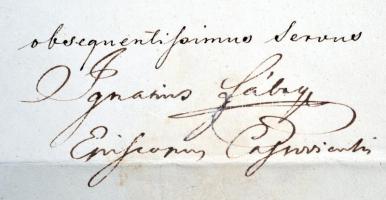 obsequentissimus servus
Ignatius Fábry
Episcopus Cassoviensis